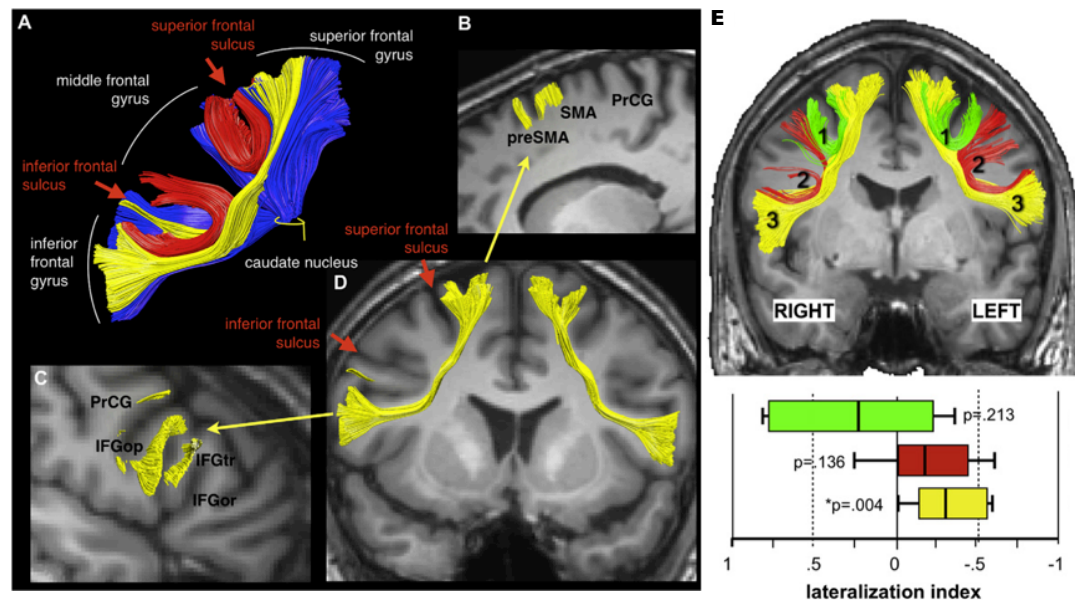 A
superior frontal
sulcus
superior frontal
gyrus
middle frontal
gyrus
inferior frontal
sulcus
inferior
frontal
gyrus
caudate nucleus
B
PrCG
SMA
preSMA
C
PrCG
IFGop
IFGtr
IFGor
D
superior frontal
sulcus
inferior frontal
sulcus
E
1
1
2
2
3
3
RIGHT
LEFT
p=.213
p=.136
*p=.004
1
.5
0
-.5
-1
lateralization index